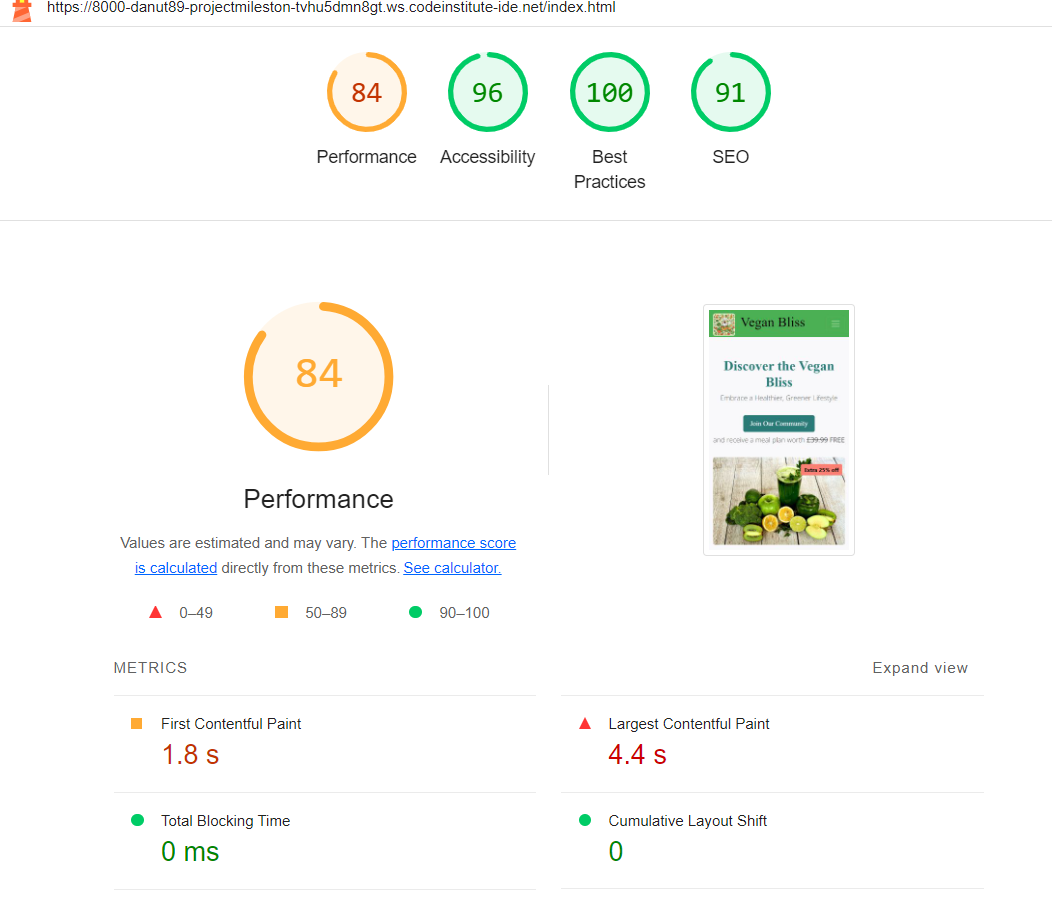 https://8000-danut89-projectmileston-tvhu5dmn8gt.ws.codeinstitute-ide.net/index.html
84
96
100
91
Performance
Accessibility
Best
Practices
SEO
84
Performance
Values are estimated and may vary. The performance score
is calculated directly from these metrics. See calculator.
0–49
50–89
90–100
Vegan Bliss
Discover the Vegan
Bliss
Embrace a Healthier, Greener Lifestyle
Join Our Community
and receive a meal plan worth £39.99 FREE
Extra 25% off
METRICS
Expand view
First Contentful Paint
1.8 s
Largest Contentful Paint
4.4 s
Total Blocking Time
0 ms
Cumulative Layout Shift
0